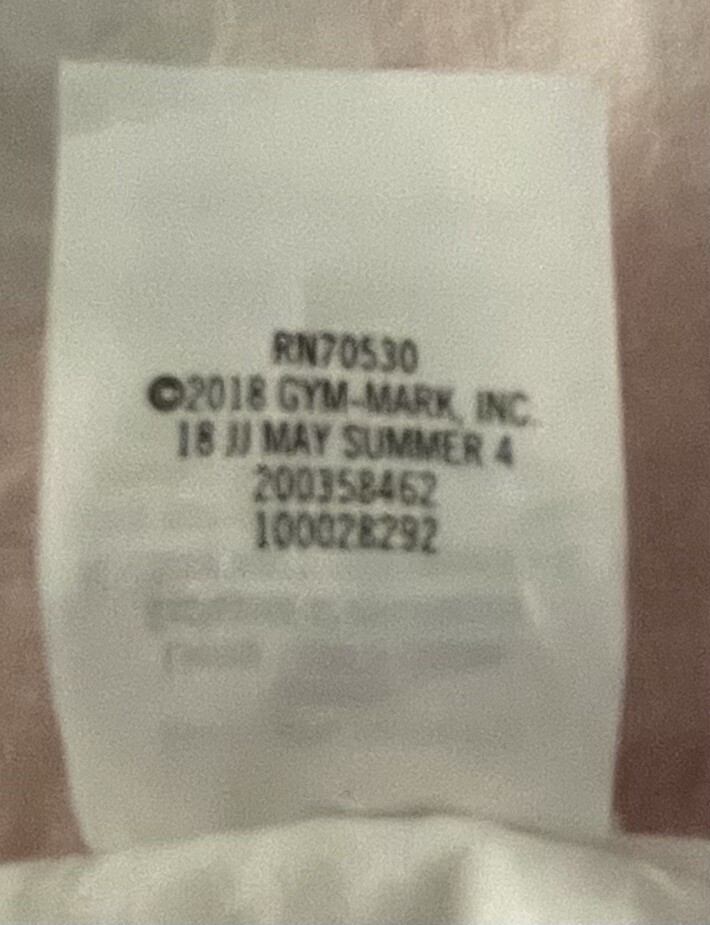 RN70530
©2018 GYM-MARK, INC.
18 JJ MAY SUMMER 4
200358462
100028292